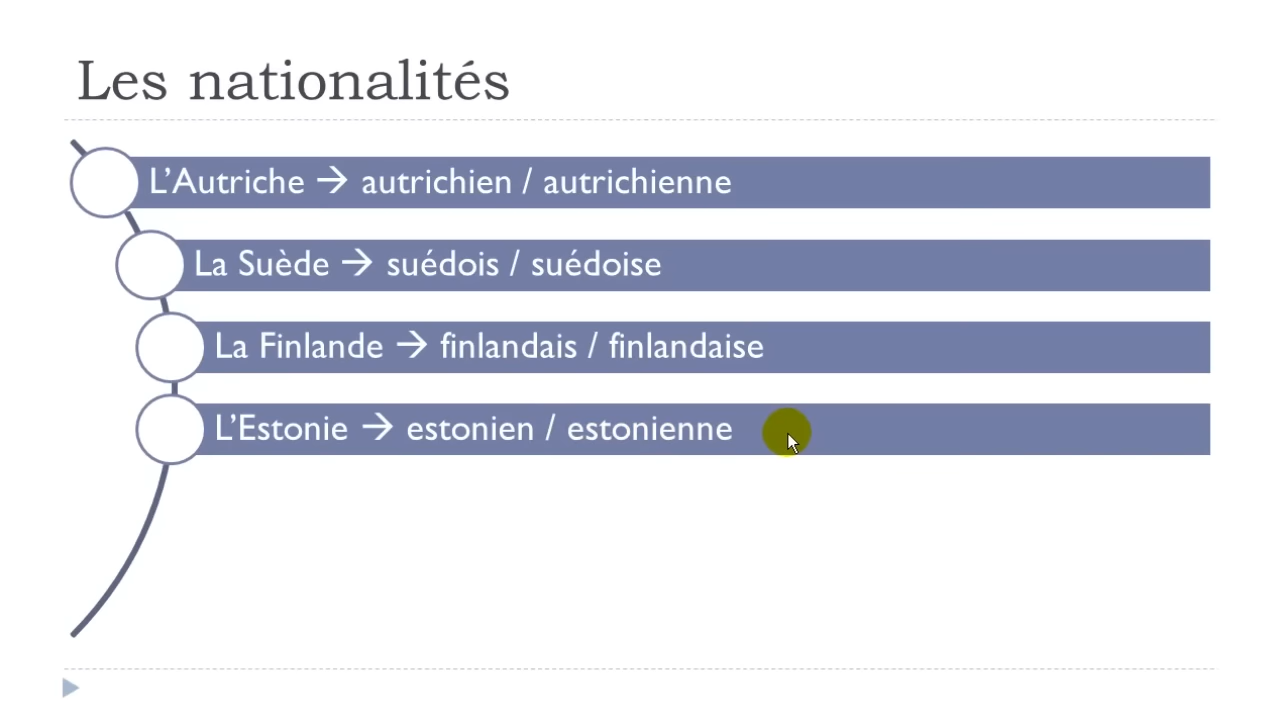 Les nationalités
L’Autriche → autrichien / autrichienne
La Suède → suédois / suédoise
La Finlande → finlandais / finlandaise
L’Estonie → estonien / estonienne